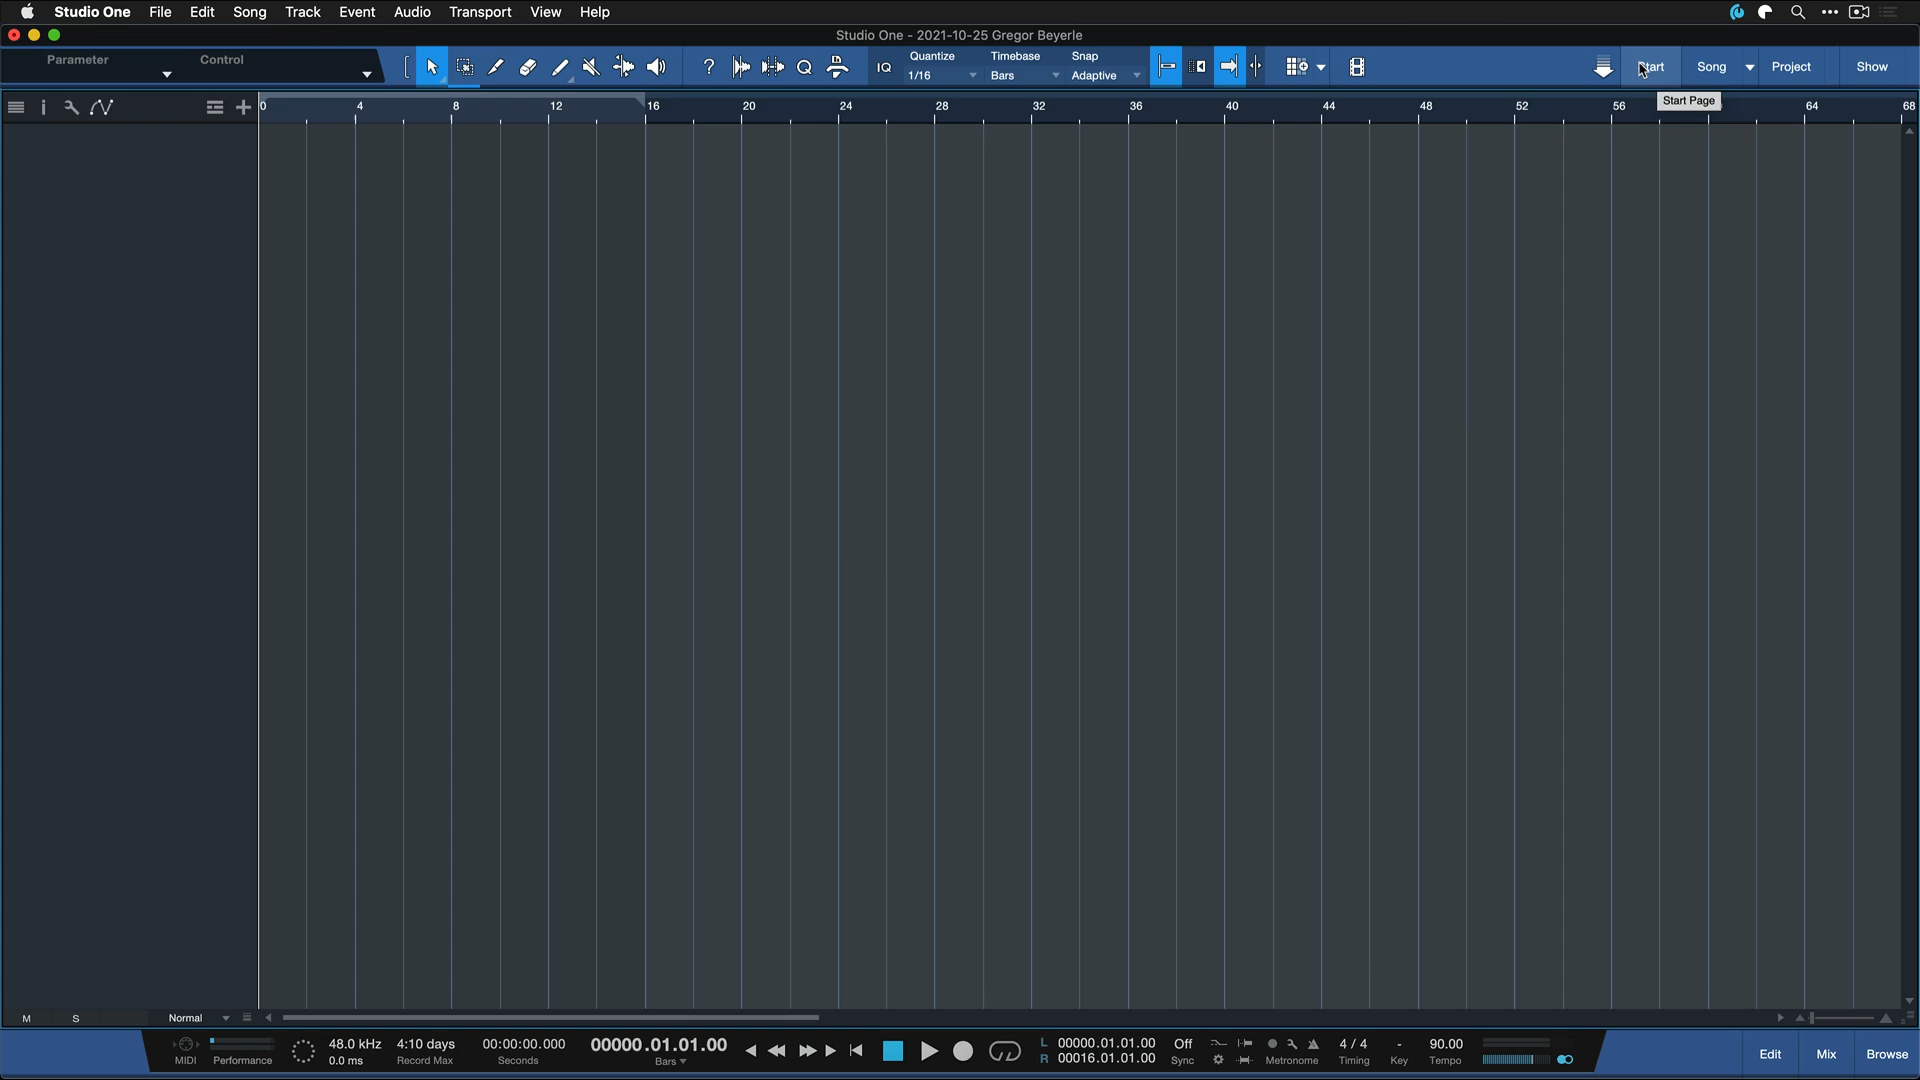 Studio One File Edit Song Track Event Audio Transport View Help
Studio One - 2021-10-25 Gregor Beyerle
Parameter Control
IQ
Quantize Timebase Snap
1/16 Bars Adaptive
Start Song Project Show
Start Page
0 4 8 12 16 20 24 28 32 36 40 44 48 52 56 64 68
M S Normal
MIDI Performance
48.0 kHz 4:10 days 00:00:00.000 00000.01.01.00
0.0 ms Record Max Seconds Bars
L 00000.01.01.00 Off 4 / 4 - 90.00
R 00016.01.01.00 Sync Metronome Timing Key Tempo
Edit Mix Browse